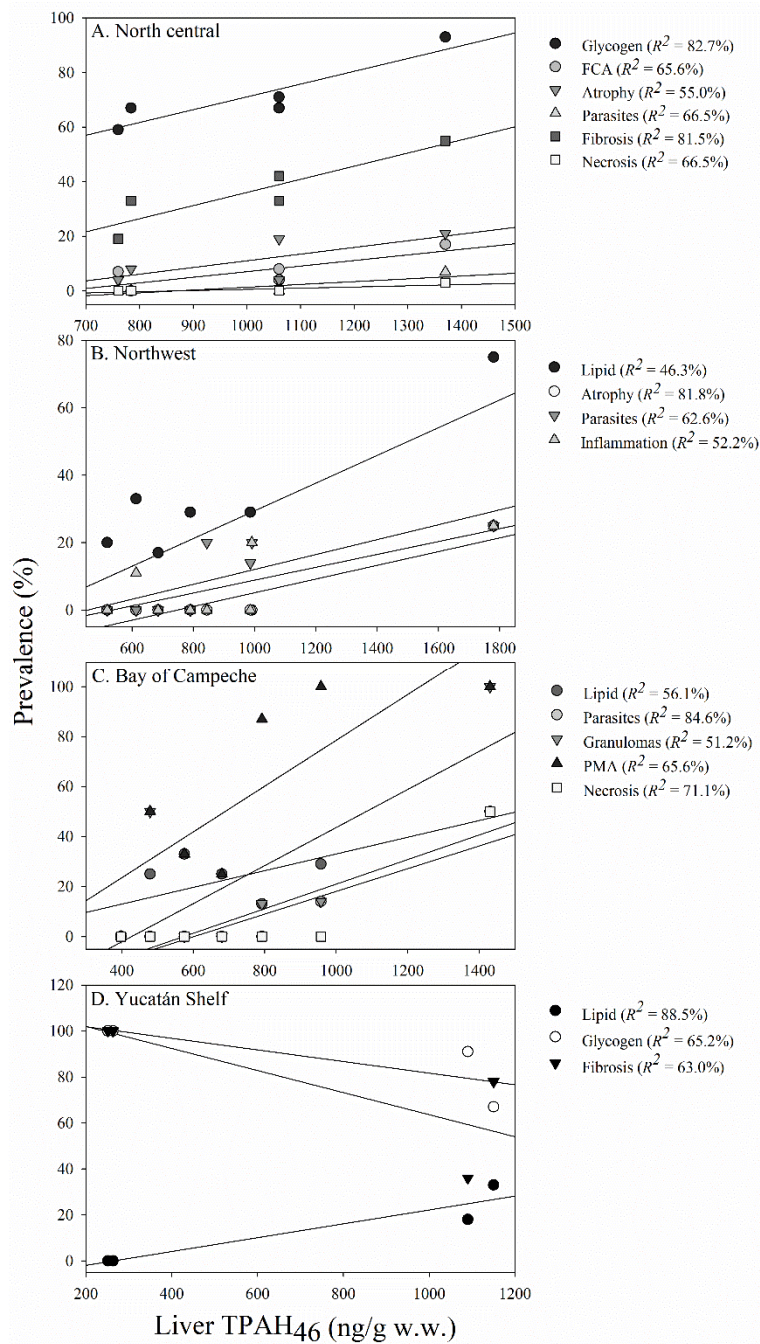 A. North central
100
80
60
40
20
0
700 800 900 1000 1100 1200 1300 1400 1500
Glycogen (R2 = 82.7%)
FCA (R2 = 65.6%)
Atrophy (R2 = 55.0%)
Parasites (R2 = 66.5%)
Fibrosis (R2 = 81.5%)
Necrosis (R2 = 66.5%)
B. Northwest
80
60
40
20
0
600 800 1000 1200 1400 1600 1800
Lipid (R2 = 46.3%)
Atrophy (R2 = 81.8%)
Parasites (R2 = 62.6%)
Inflammation (R2 = 52.2%)
Prevalence (%)
C. Bay of Campeche
100
80
60
40
20
0
400 600 800 1000 1200 1400
Lipid (R2 = 56.1%)
Parasites (R2 = 84.6%)
Granulomas (R2 = 51.2%)
PMA (R2 = 65.6%)
Necrosis (R2 = 71.1%)
D. Yucatán Shelf
120
100
80
60
40
20
0
200 400 600 800 1000 1200
Lipid (R2 = 88.5%)
Glycogen (R2 = 65.2%)
Fibrosis (R2 = 63.0%)
Liver TPAH46 (ng/g w.w.)